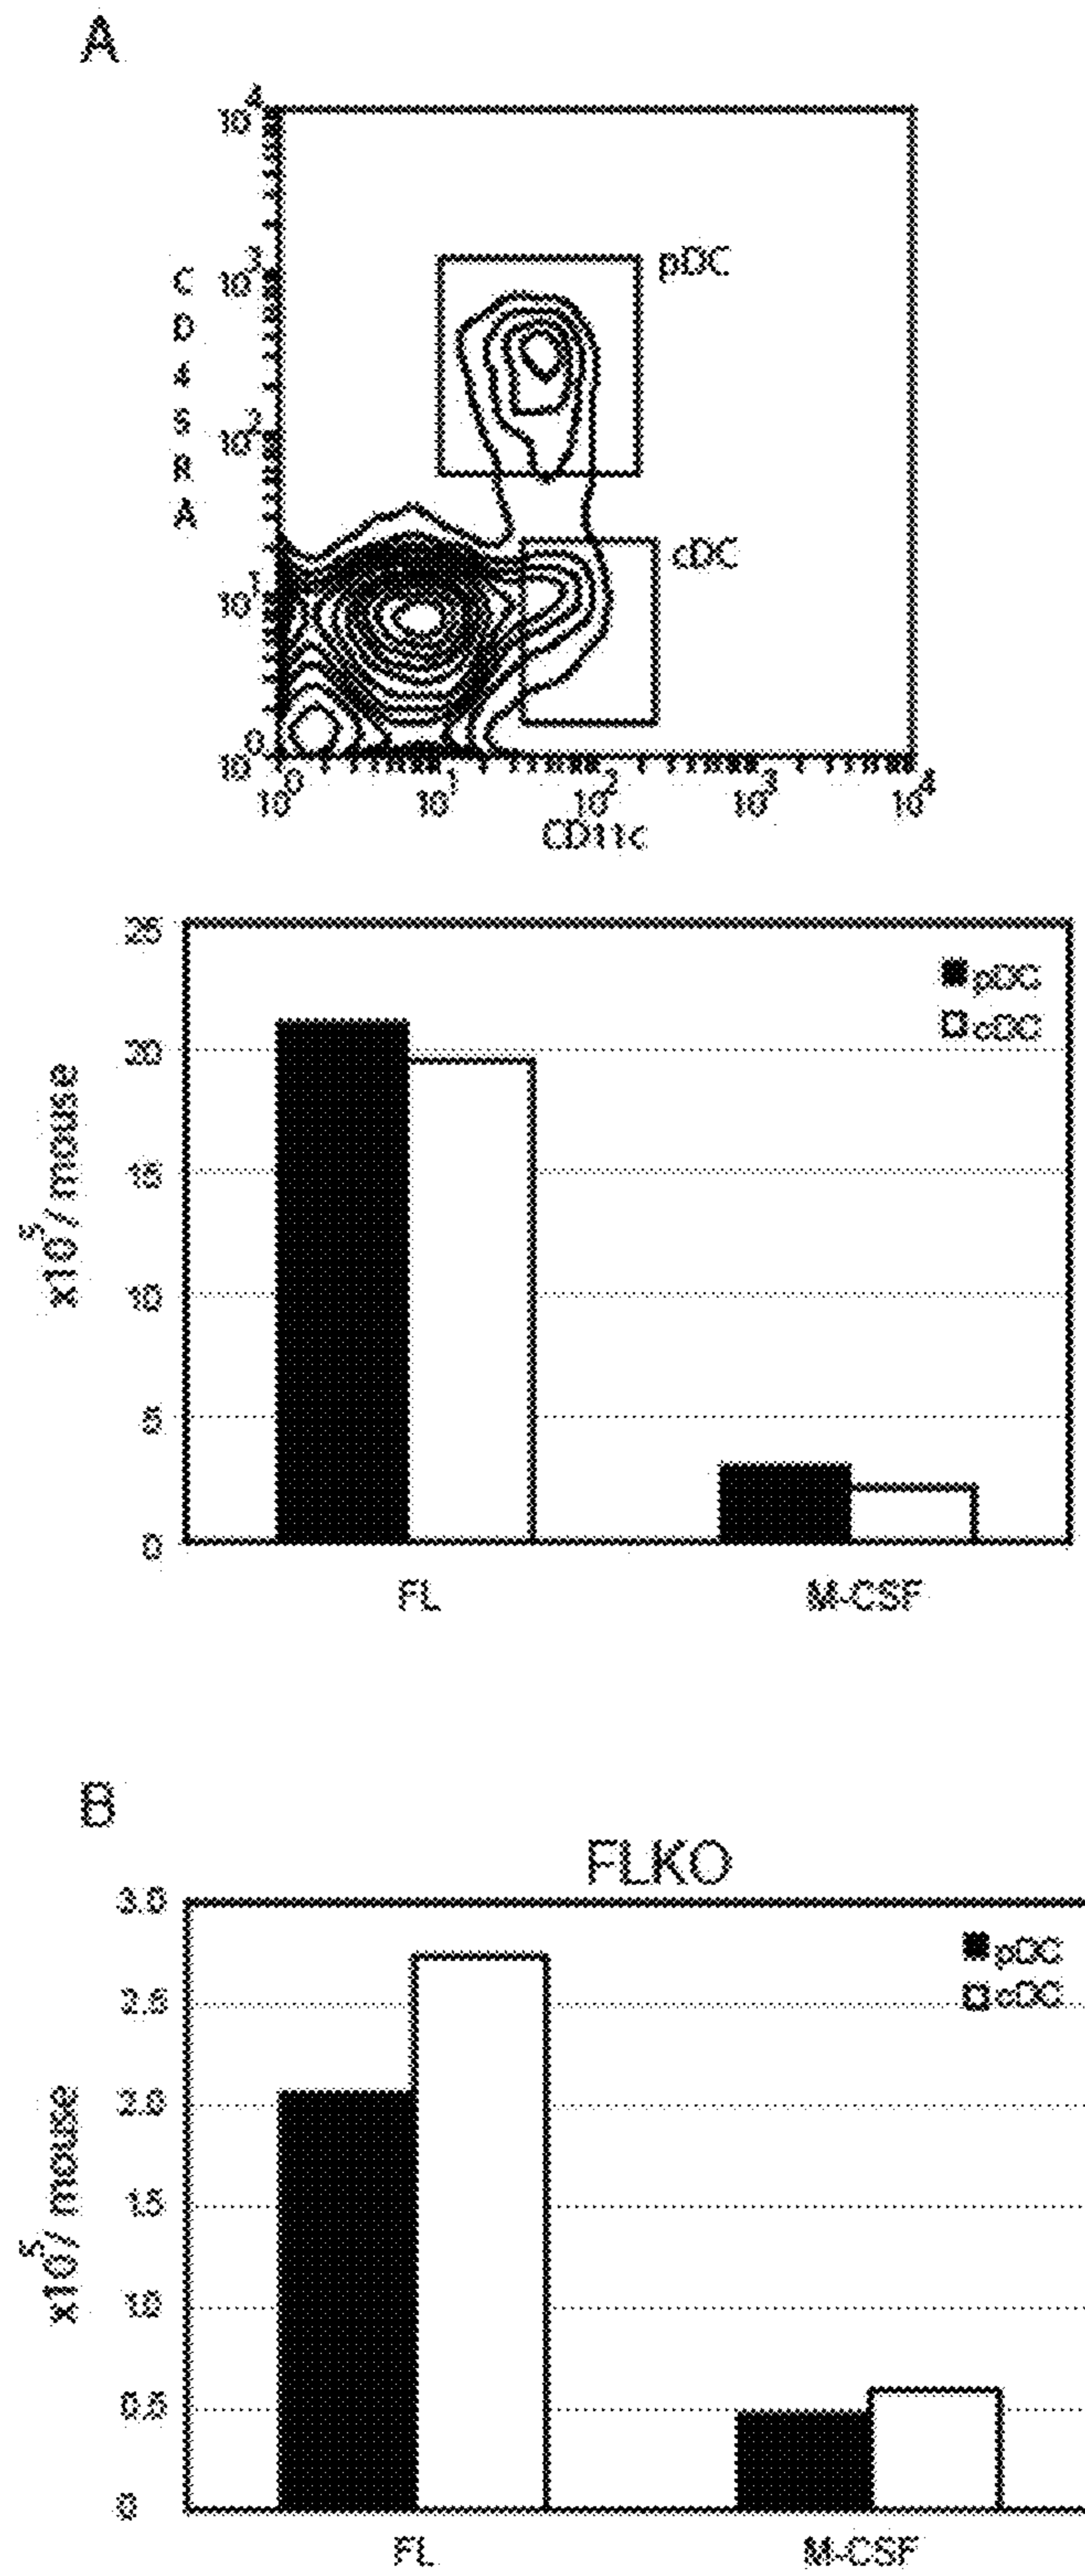 A
10^4
10^3
10^2
10^1
10^0
CD45RA
pDC
cDC
10^0 10^1 10^2 10^3 10^4
CD11c
25
20
15
10
5
0
x10^5/ mouse
pDC
cDC
FL M-CSF
B
FLKO
3.0
2.5
2.0
1.5
1.0
0.5
0
x10^5/ mouse
pDC
cDC
FL M-CSF